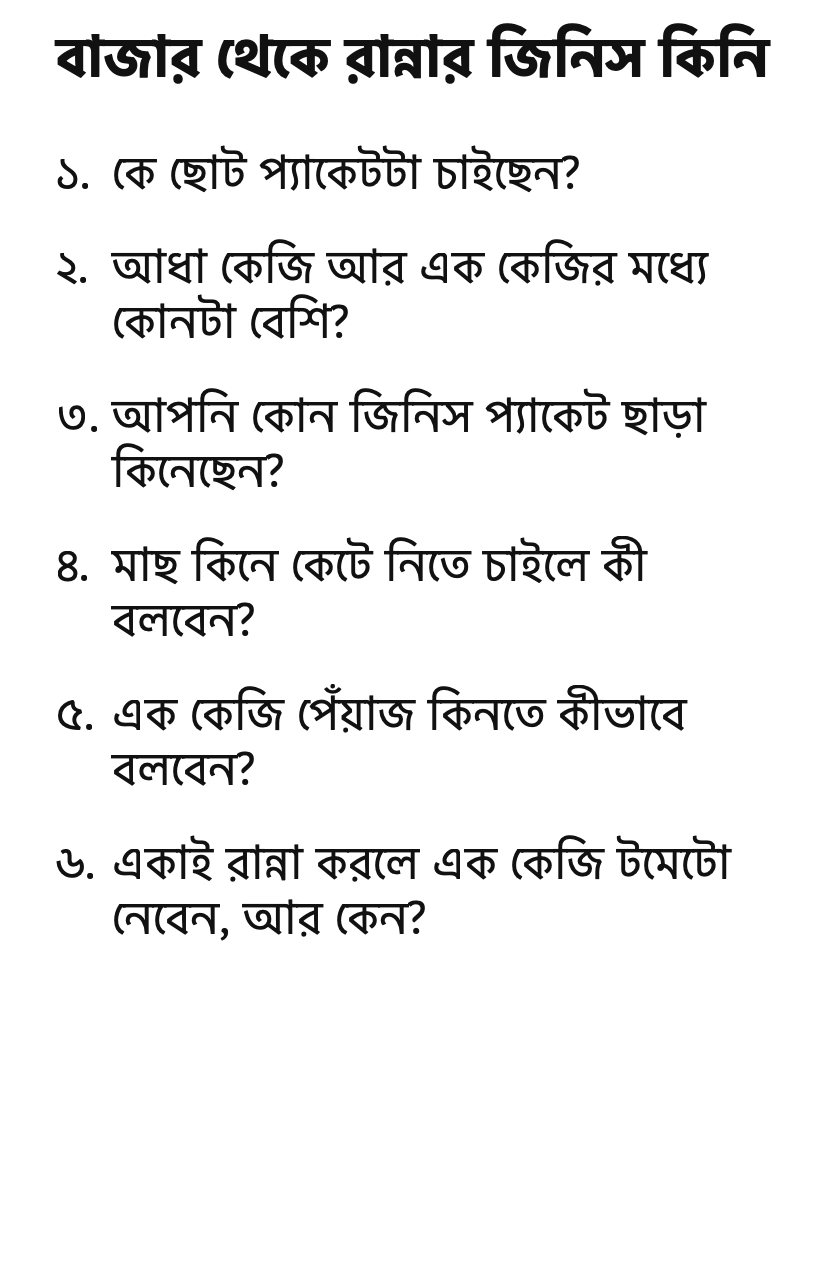 বাজার থেকে রান্নার জিনিস কিনি
১. কে ছোট প্যাকেটটা চাইছেন?
২. আধা কেজি আর এক কেজির মধ্যে
কোনটা বেশি?
৩. আপনি কোন জিনিস প্যাকেট ছাড়া
কিনেছেন?
৪. মাছ কিনে কেটে নিতে চাইলে কী
বলবেন?
৫. এক কেজি পেঁয়াজ কিনতে কীভাবে
বলবেন?
৬. একাই রান্না করলে এক কেজি টমেটো
নেবেন, আর কেন?